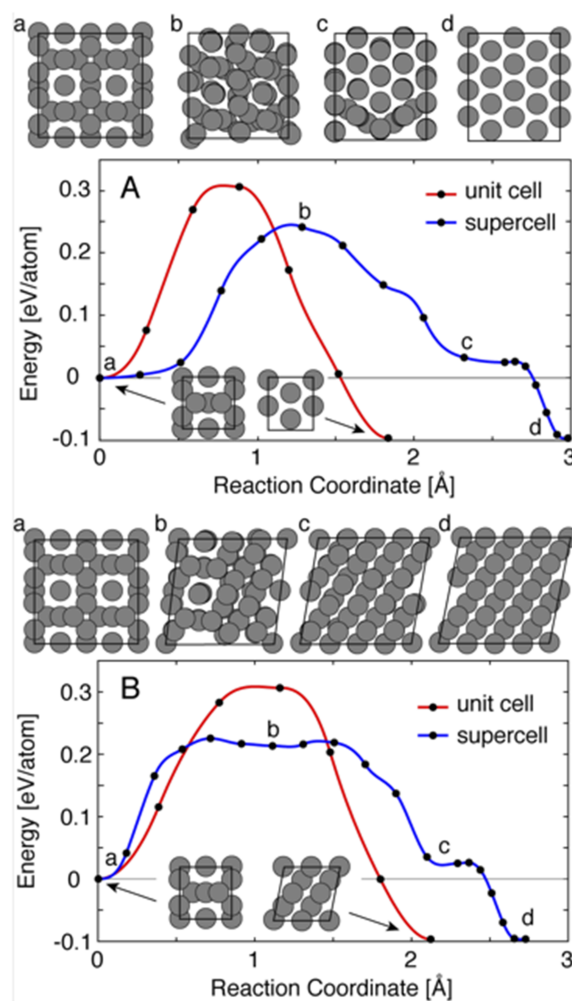 a b c d
A
unit cell
supercell
0.3
0.2
0.1
0
-0.1
Energy [eV/atom]
a
b
c
d
0 1 2 3
Reaction Coordinate [Å]
a b c d
B
unit cell
supercell
0.3
0.2
0.1
0
-0.1
Energy [eV/atom]
a
b
c
d
0 1 2 3
Reaction Coordinate [Å]